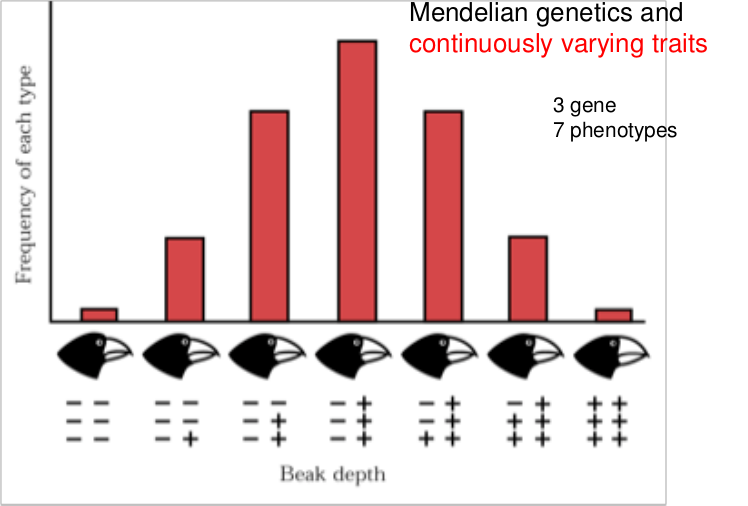 Mendelian genetics and
continuously varying traits
3 gene
7 phenotypes
Frequency of each type
− − − − − − − + − + − + + +
− − − − − + − + − + + + + +
− − − + − + − + + + + + + +
Beak depth